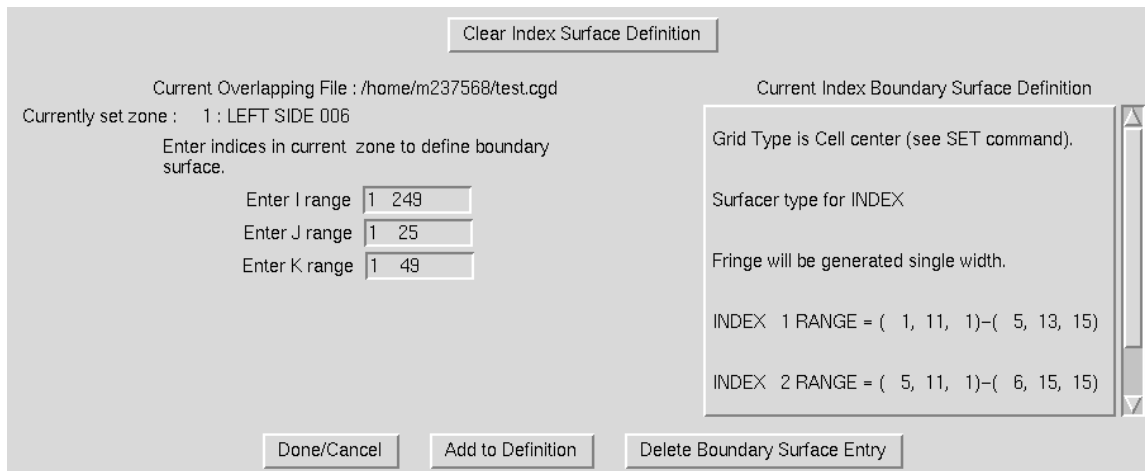 Clear Index Surface Definition
Current Overlapping File : /home/m237568/test.cgd
Currently set zone : 1 : LEFT SIDE 006
Enter indices in current zone to define boundary
surface.
Enter I range 1 249
Enter J range 1 25
Enter K range 1 49
Current Index Boundary Surface Definition
Grid Type is Cell center (see SET command).
Surfacer type for INDEX
Fringe will be generated single width.
INDEX 1 RANGE = ( 1, 11, 1)–( 5, 13, 15)
INDEX 2 RANGE = ( 5, 11, 1)–( 6, 15, 15)
Done/Cancel
Add to Definition
Delete Boundary Surface Entry